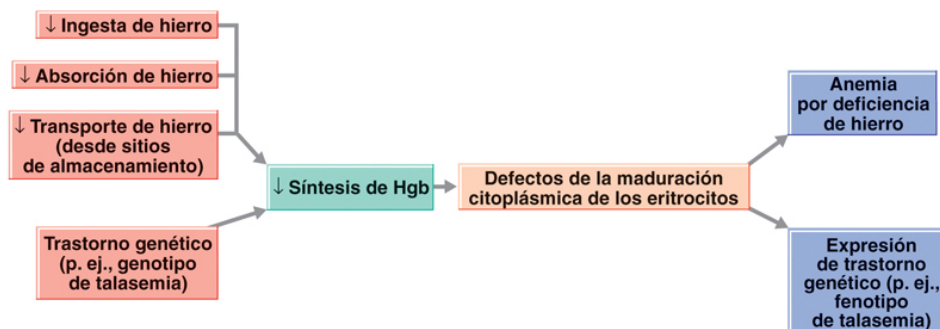 ↓ Ingesta de hierro
↓ Absorción de hierro
↓ Transporte de hierro
(desde sitios
de almacenamiento)
Trastorno genético
(p. ej., genotipo
de talasemia)
↓ Síntesis de Hgb
Defectos de la maduración
citoplásmica de los eritrocitos
Anemia
por deficiencia
de hierro
Expresión
de trastorno
genético (p. ej.,
fenotipo
de talasemia)